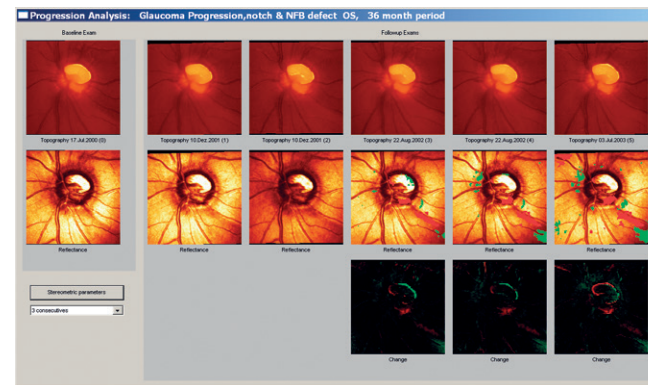 Progression Analysis: Glaucoma Progression,notch & NFB defect OS, 36 month period
Baseline Exam
Followup Exams
Topography 17.Jul.2000 (0)
Topography 10.Dez.2001 (1)
Topography 10.Dez.2001 (2)
Topography 22.Aug.2002 (3)
Topography 22.Aug.2002 (4)
Topography 03.Jul.2003 (5)
Reflectance
Reflectance
Reflectance
Reflectance
Reflectance
Reflectance
Stereometric parameters
3 consecutives
Change
Change
Change